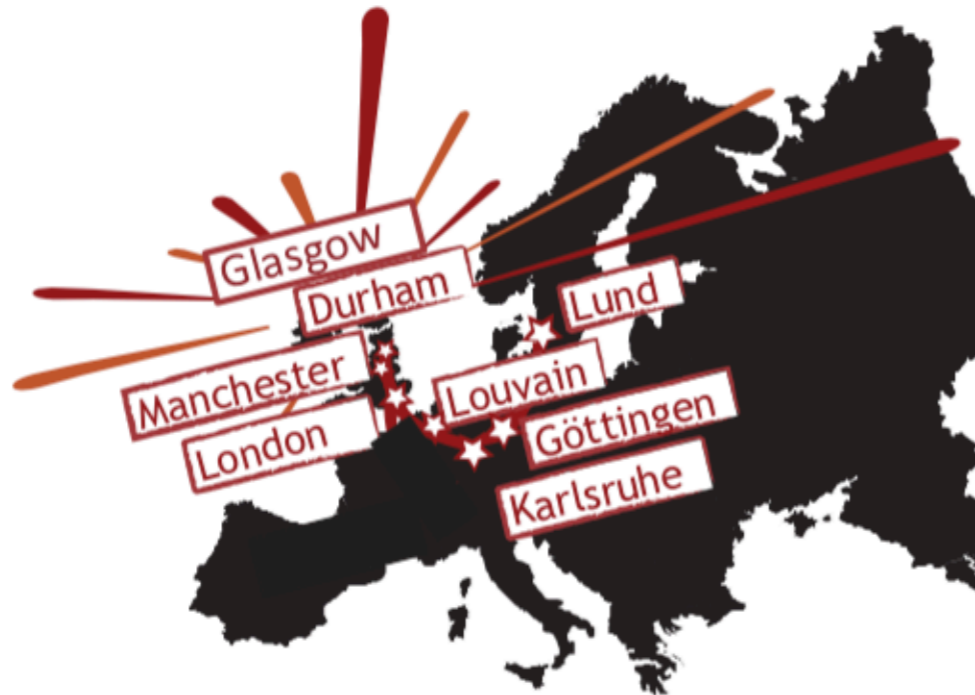 Glasgow
Durham
Lund
Manchester
Louvain
London
Göttingen
Karlsruhe